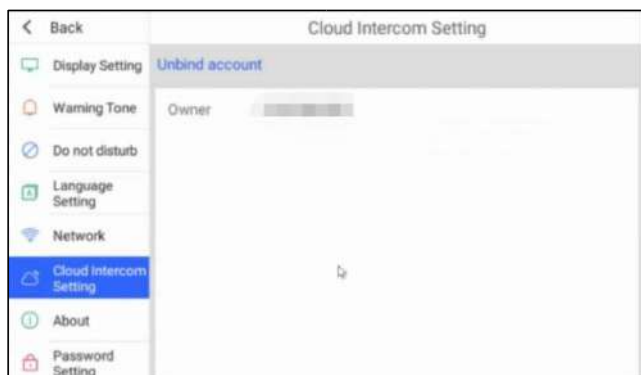 Back
Cloud Intercom Setting
Display Setting
Unbind account
Warning Tone
Owner
Do not disturb
Language
Setting
Network
Cloud Intercom
Setting
About
Password
Setting